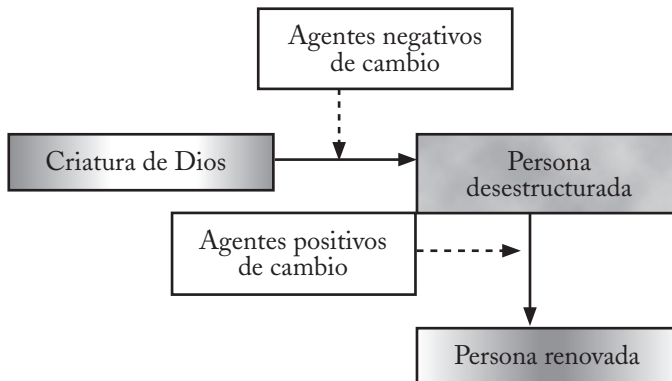 Agentes negativos
de cambio
Criatura de Dios
Persona
desestructurada
Agentes positivos
de cambio
Persona renovada